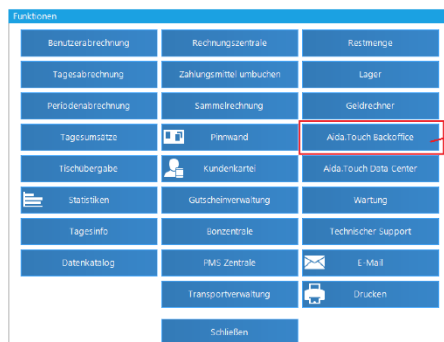 Funktionen
Benutzerabrechnung Rechnungszentrale Restmenge
Tagesabrechnung Zahlungsmittel umbuchen Lager
Periodenabrechnung Sammelrechnung Geldrechner
Tagesumsätze Pinnwand Aida.Touch Backoffice
Tischübergabe Kundenkartei Aida.Touch Data Center
Statistiken Gutscheinverwaltung Wartung
Tagesinfo Bonzentrale Technischer Support
Datenkatalog PMS Zentrale E-Mail
Transportverwaltung Drucken
Schließen